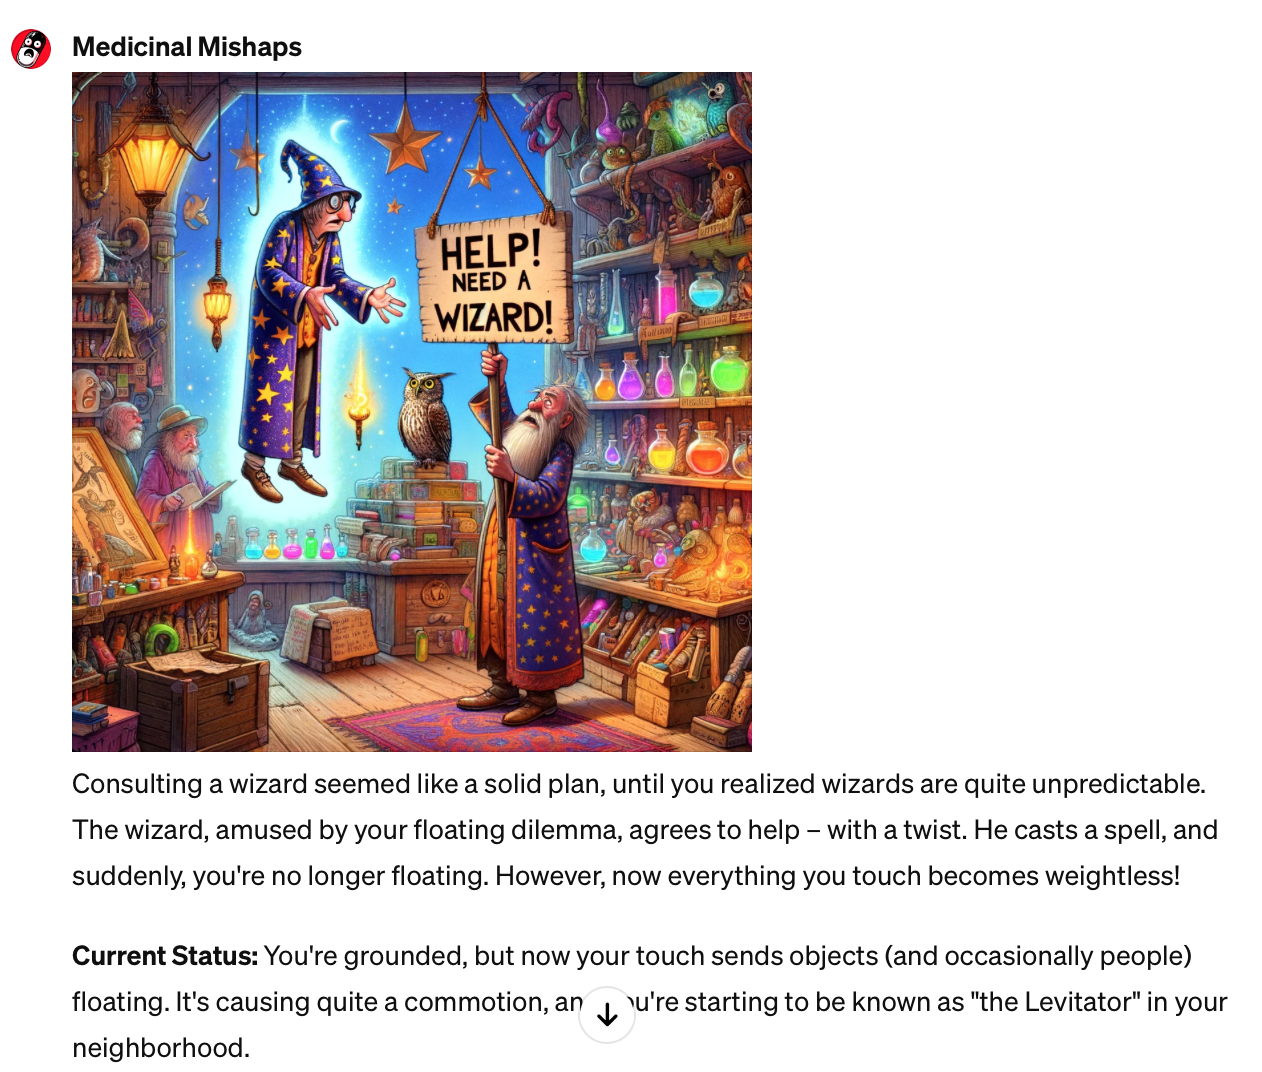 Medicinal Mishaps
HELP!
NEED A
WIZARD!
Consulting a wizard seemed like a solid plan, until you realized wizards are quite unpredictable.
The wizard, amused by your floating dilemma, agrees to help – with a twist. He casts a spell, and
suddenly, you're no longer floating. However, now everything you touch becomes weightless!
Current Status: You're grounded, but now your touch sends objects (and occasionally people)
floating. It's causing quite a commotion, an u're starting to be known as "the Levitator" in your
neighborhood.